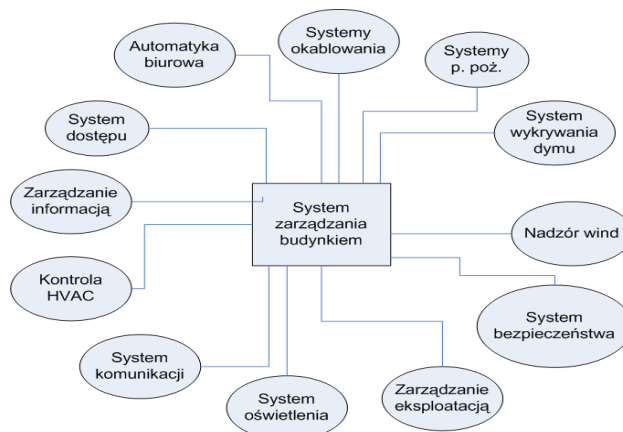 Automatyka
biurowa
Systemy
okablowania
Systemy
p. poż.
System
dostępu
System
wykrywania
dymu
Zarządzanie
informacją
System
zarządzania
budynkiem
Nadzór wind
Kontrola
HVAC
System
bezpieczeństwa
System
komunikacji
System
oświetlenia
Zarządzanie
eksploatacją